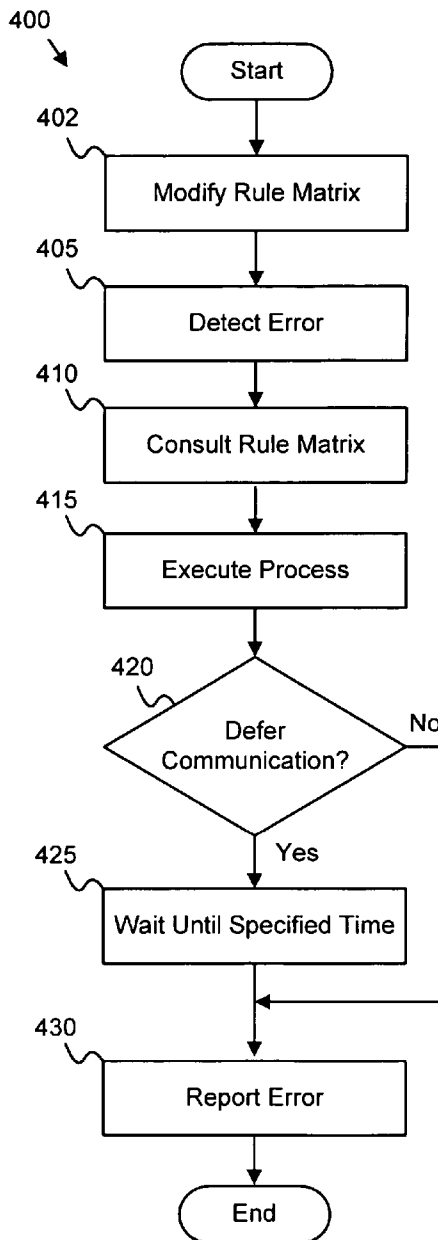 400
Start
402
Modify Rule Matrix
405
Detect Error
410
Consult Rule Matrix
415
Execute Process
420
Defer
Communication?
No
Yes
425
Wait Until Specified Time
430
Report Error
End